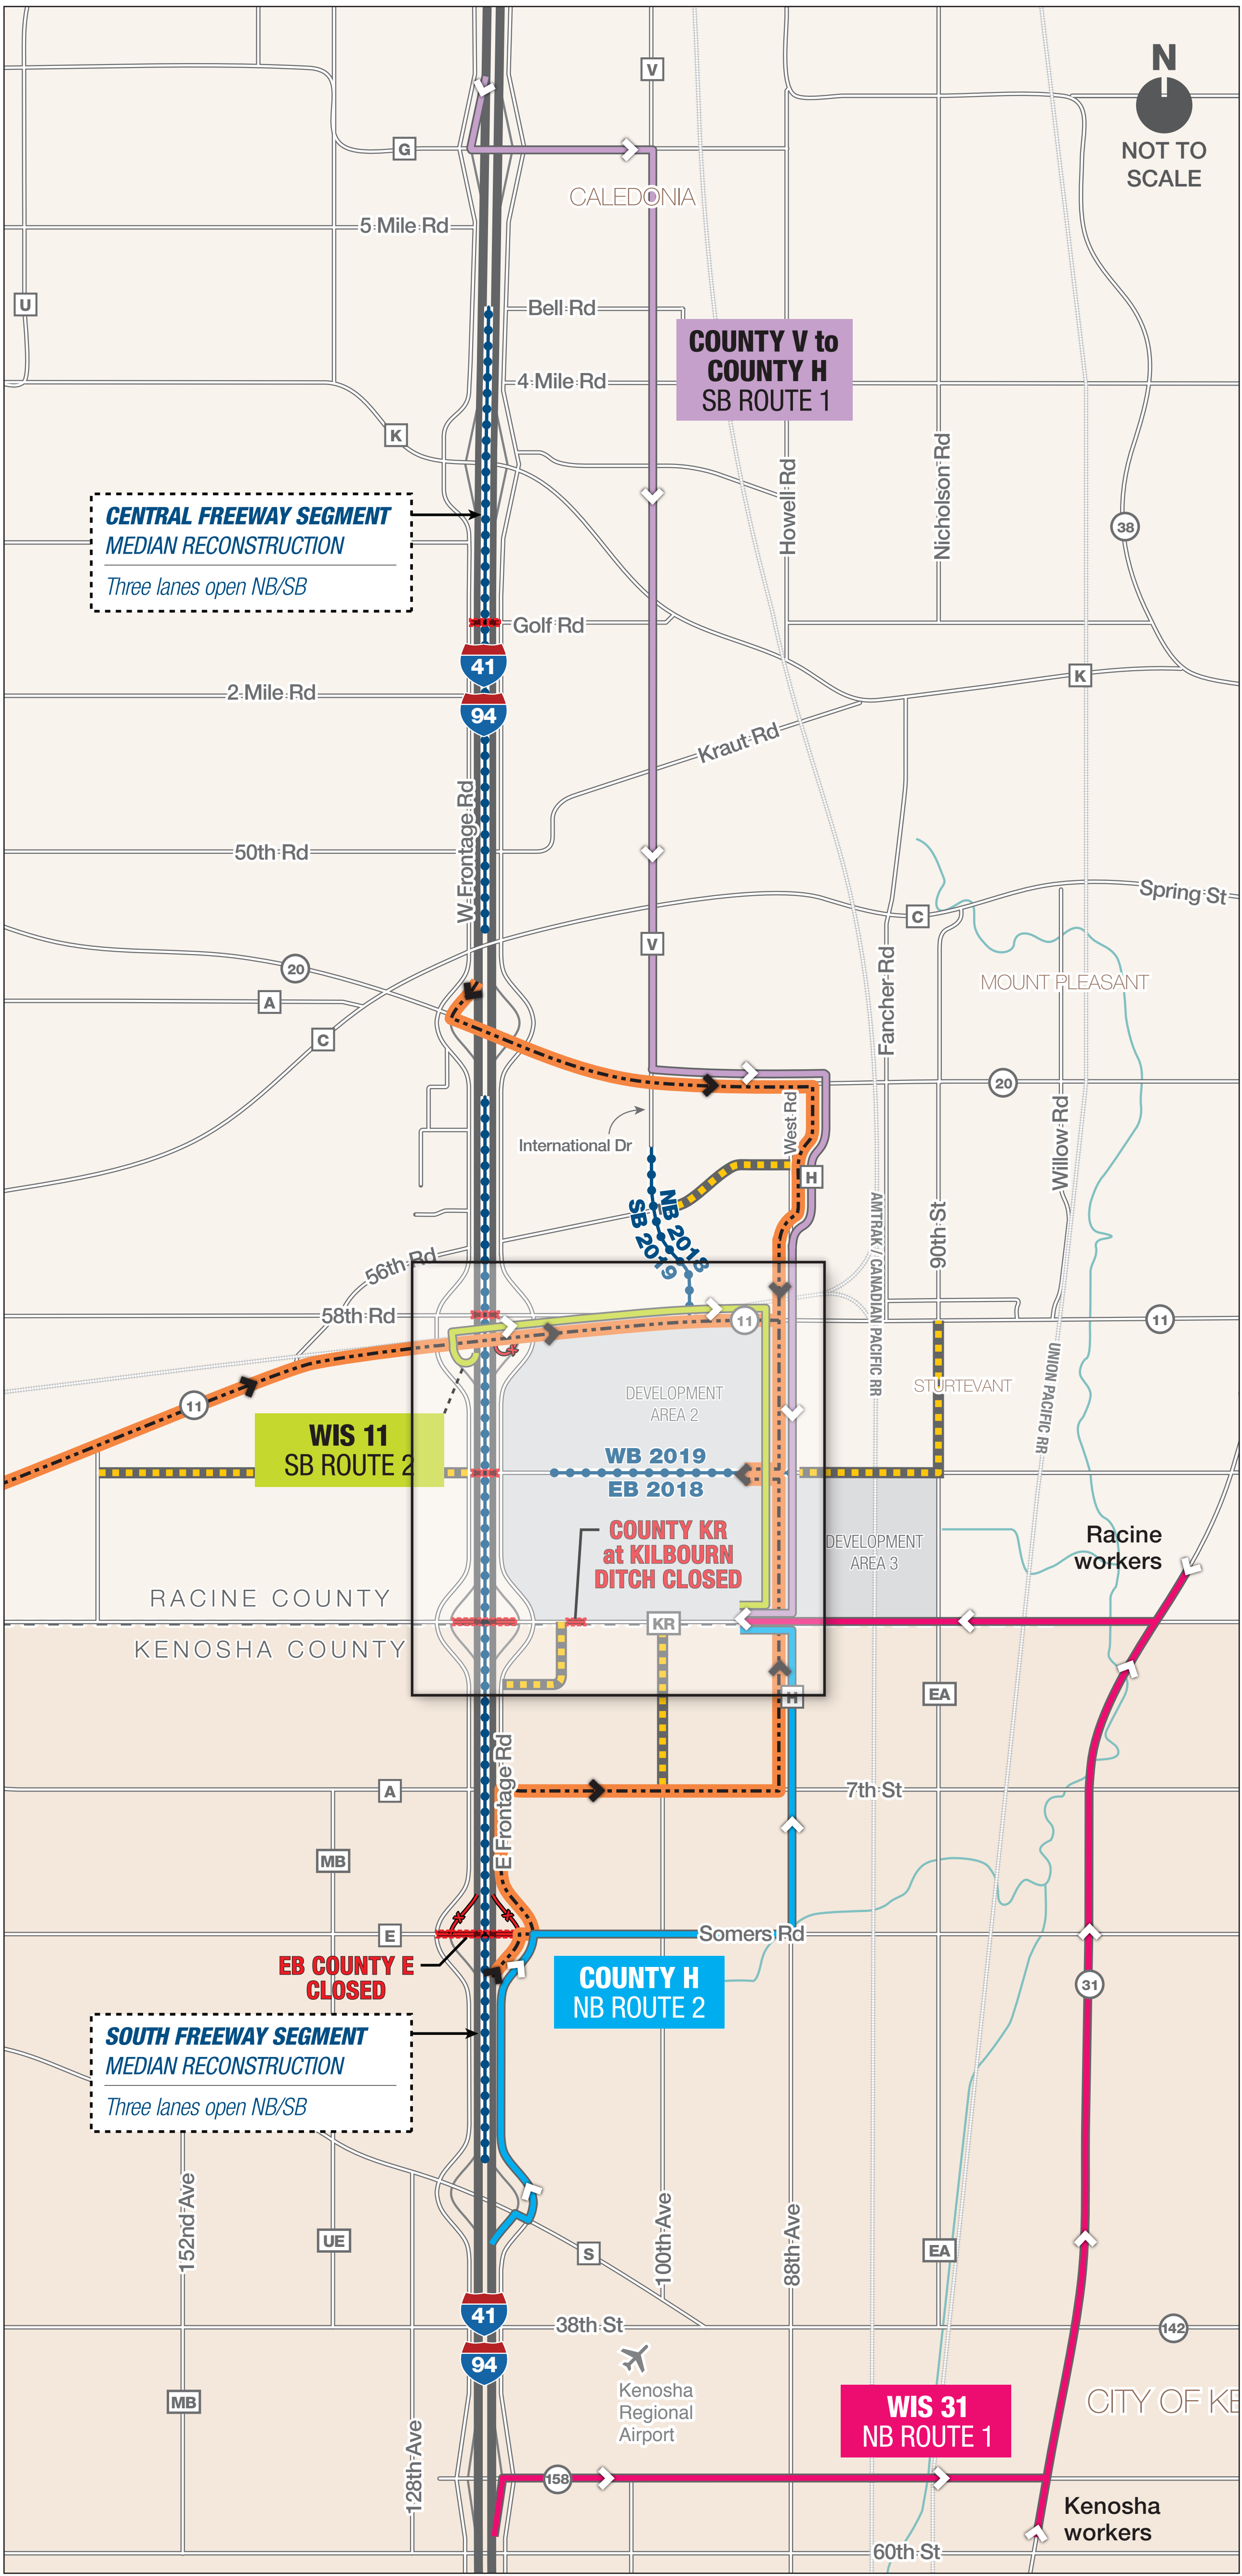 N
NOT TO
SCALE
V
G
CALEDONIA
5 Mile Rd
U
Bell Rd
COUNTY V to
COUNTY H
SB ROUTE 1
4 Mile Rd
K
Howell Rd
Nicholson Rd
38
CENTRAL FREEWAY SEGMENT
MEDIAN RECONSTRUCTION
Three lanes open NB/SB
Golf Rd
41
94
K
2 Mile Rd
Kraut Rd
W Frontage Rd
50th Rd
Spring St
C
V
20
A
MOUNT PLEASANT
C
Fancher Rd
20
International Dr
West Rd
Willow Rd
H
NB 2018
SB 2019
AMTRAK / CANADIAN PACIFIC RR
90th St
56th Rd
58th Rd
11
11
UNION PACIFIC RR
11
DEVELOPMENT
AREA 2
STURTEVANT
WIS 11
SB ROUTE 2
WB 2019
EB 2018
COUNTY KR
at KILBOURN
DITCH CLOSED
DEVELOPMENT
AREA 3
Racine
workers
RACINE COUNTY
KENOSHA COUNTY
KR
H
EA
E Frontage Rd
A
7th St
MB
E
Somers Rd
EB COUNTY E
CLOSED
COUNTY H
NB ROUTE 2
31
SOUTH FREEWAY SEGMENT
MEDIAN RECONSTRUCTION
Three lanes open NB/SB
152nd Ave
UE
S
100th Ave
88th Ave
EA
41
94
38th St
142
Kenosha
Regional
Airport
MB
WIS 31
NB ROUTE 1
CITY OF KE
128th Ave
158
Kenosha
workers
60th St